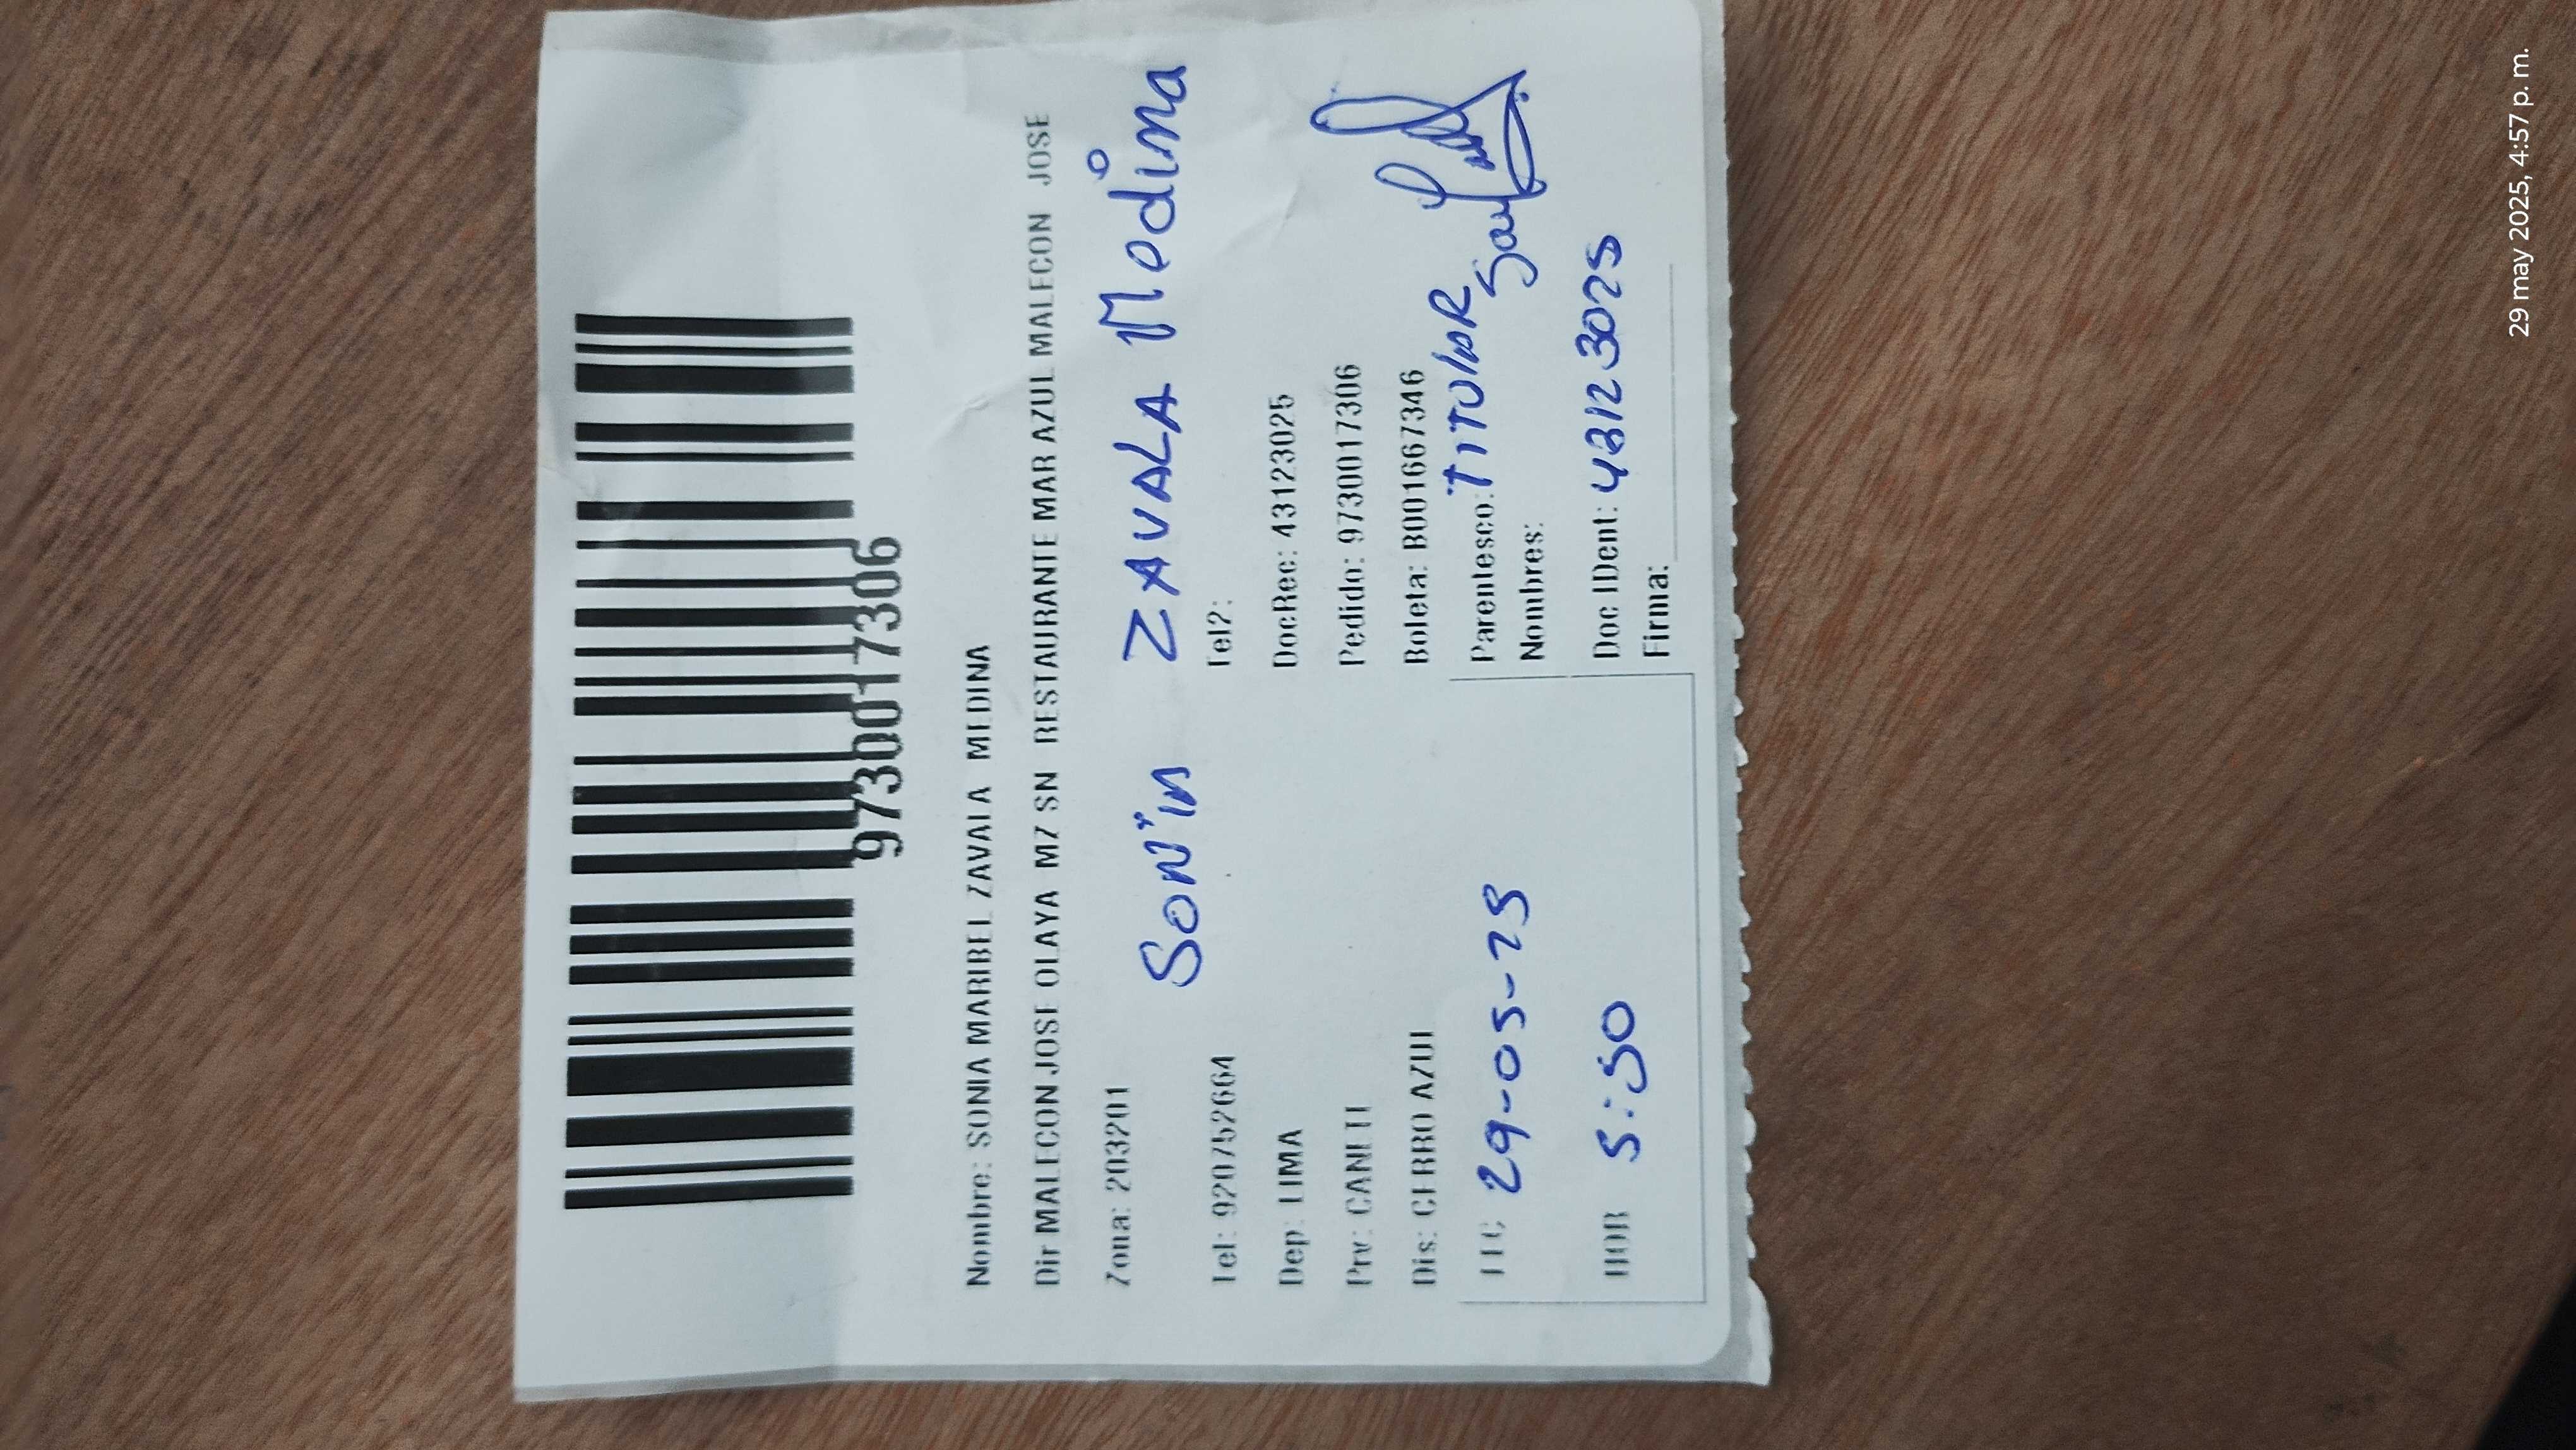 9730017306
Nombre: SONIA MARIBEL ZAVALA MEDINA
Dir MALECON JOSE OLAYA MZ SN RESTAURANTE MAR AZUL MALECON JOSE
Zona: 203201
Sonia ZAVALA Medina
Tel: 920752664 Tel2:
Dep: LIMA DocRec: 43123025
Prv: CANETE Pedido: 9730017306
Dis: CERRO AZUL Boleta: B001667346
FEC 29-05-25 Parentesco: TITULAR
Nombres:
HOR 5:50 Doc IDent: 43123025
Firma:
29 may 2025, 4:57 p. m.